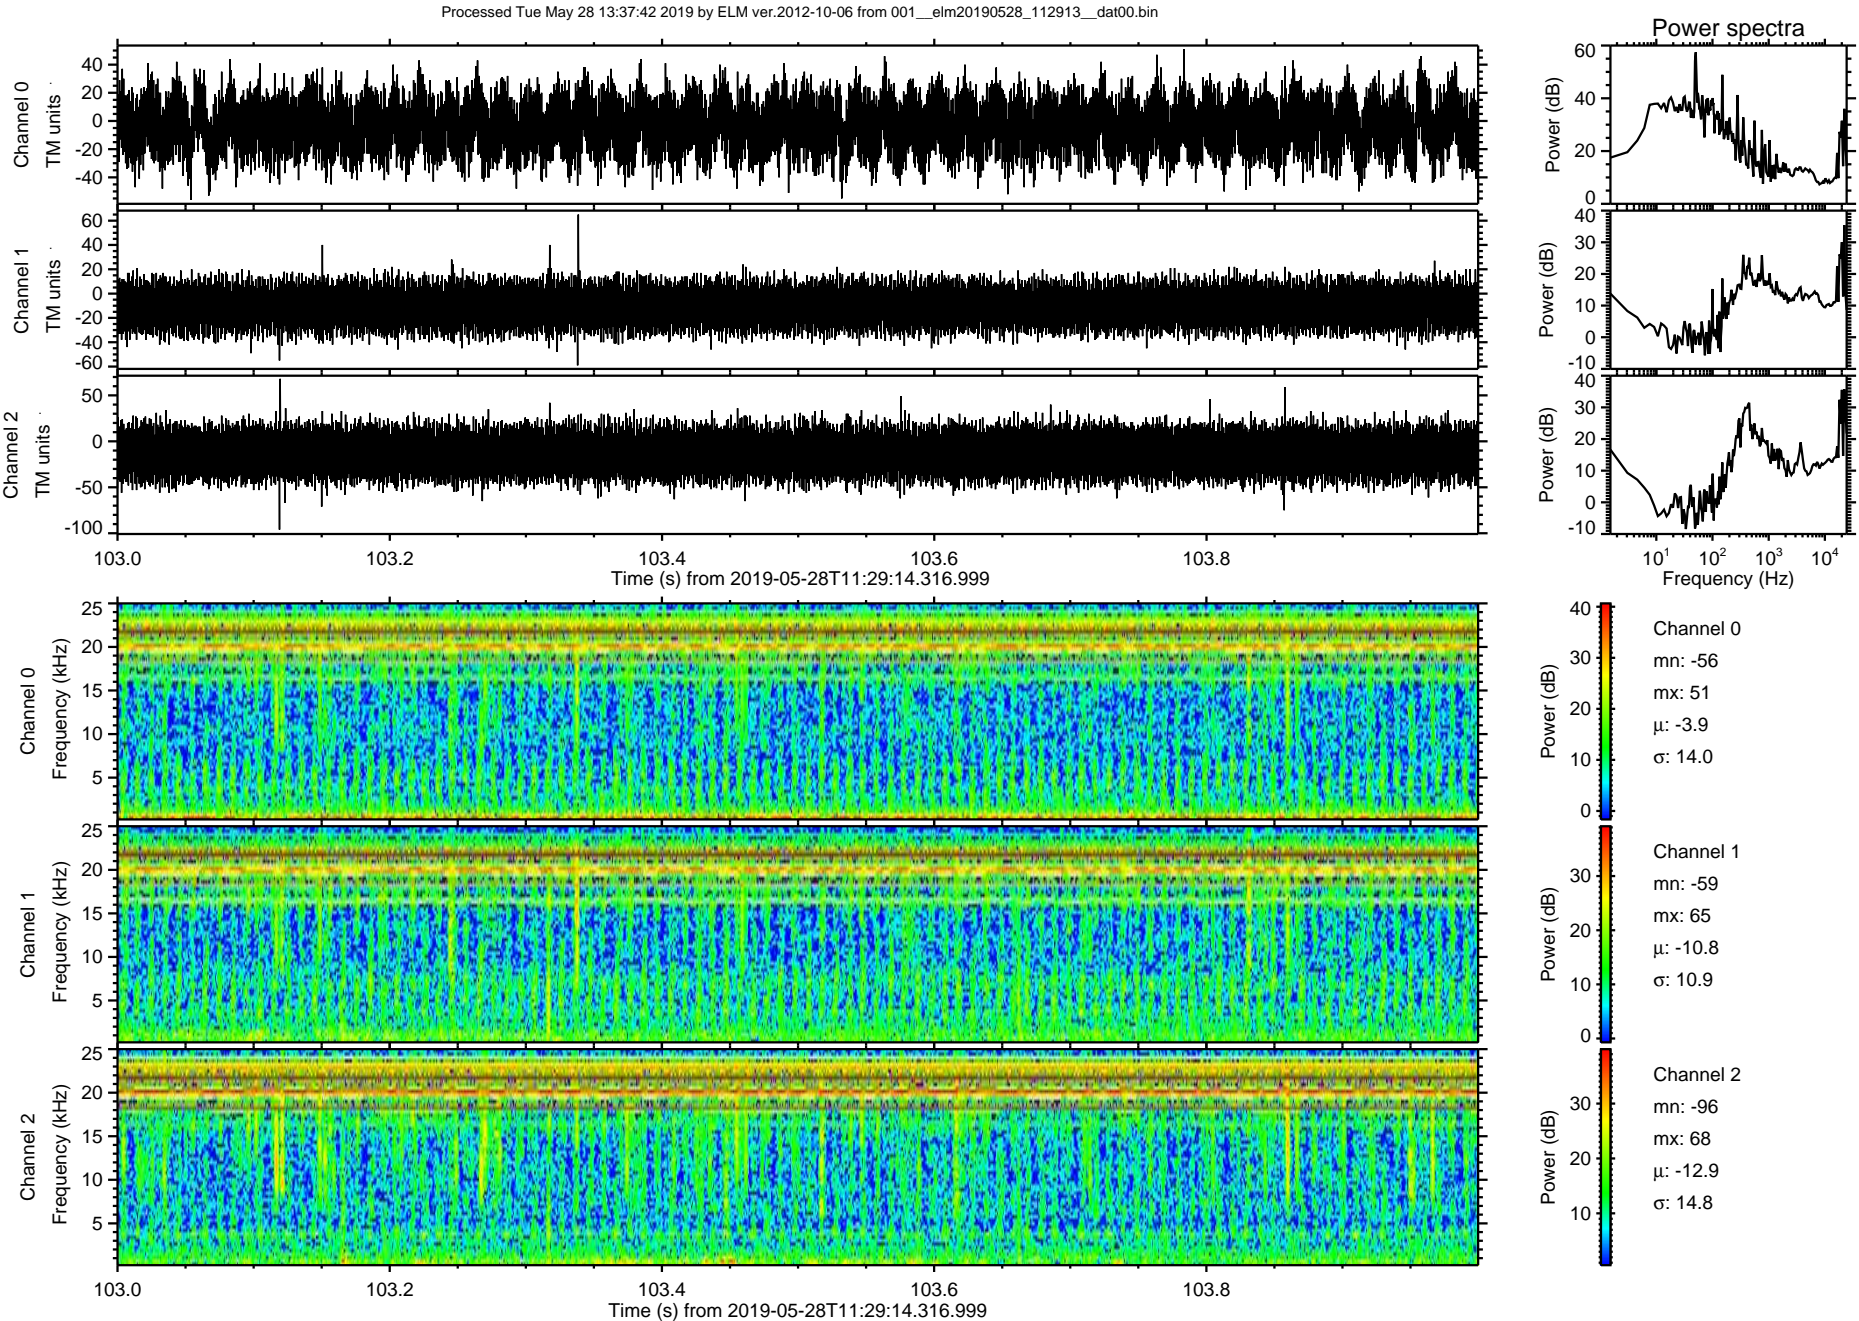 Processed Tue May 28 13:37:42 2019 by ELM ver.2012-10-06 from 001__elm20190528_112913__dat00.bin
Power spectra
Channel 0
TM units
40
20
0
-20
-40
Power (dB)
60
40
20
0
Channel 1
TM units
60
40
20
0
-20
-40
-60
Power (dB)
40
30
20
10
0
-10
Channel 2
TM units
50
0
-50
-100
Power (dB)
40
30
20
10
0
-10
103.0 103.2 103.4 103.6 103.8
Time (s) from 2019-05-28T11:29:14.316.999
10^1 10^2 10^3 10^4
Frequency (Hz)
Channel 0
Frequency (kHz)
25
20
15
10
5
Power (dB)
40
30
20
10
0
Channel 0
mn: -56
mx: 51
μ: -3.9
σ: 14.0
Channel 1
Frequency (kHz)
25
20
15
10
5
Power (dB)
30
20
10
0
Channel 1
mn: -59
mx: 65
μ: -10.8
σ: 10.9
Channel 2
Frequency (kHz)
25
20
15
10
5
Power (dB)
30
20
10
Channel 2
mn: -96
mx: 68
μ: -12.9
σ: 14.8
103.0 103.2 103.4 103.6 103.8
Time (s) from 2019-05-28T11:29:14.316.999